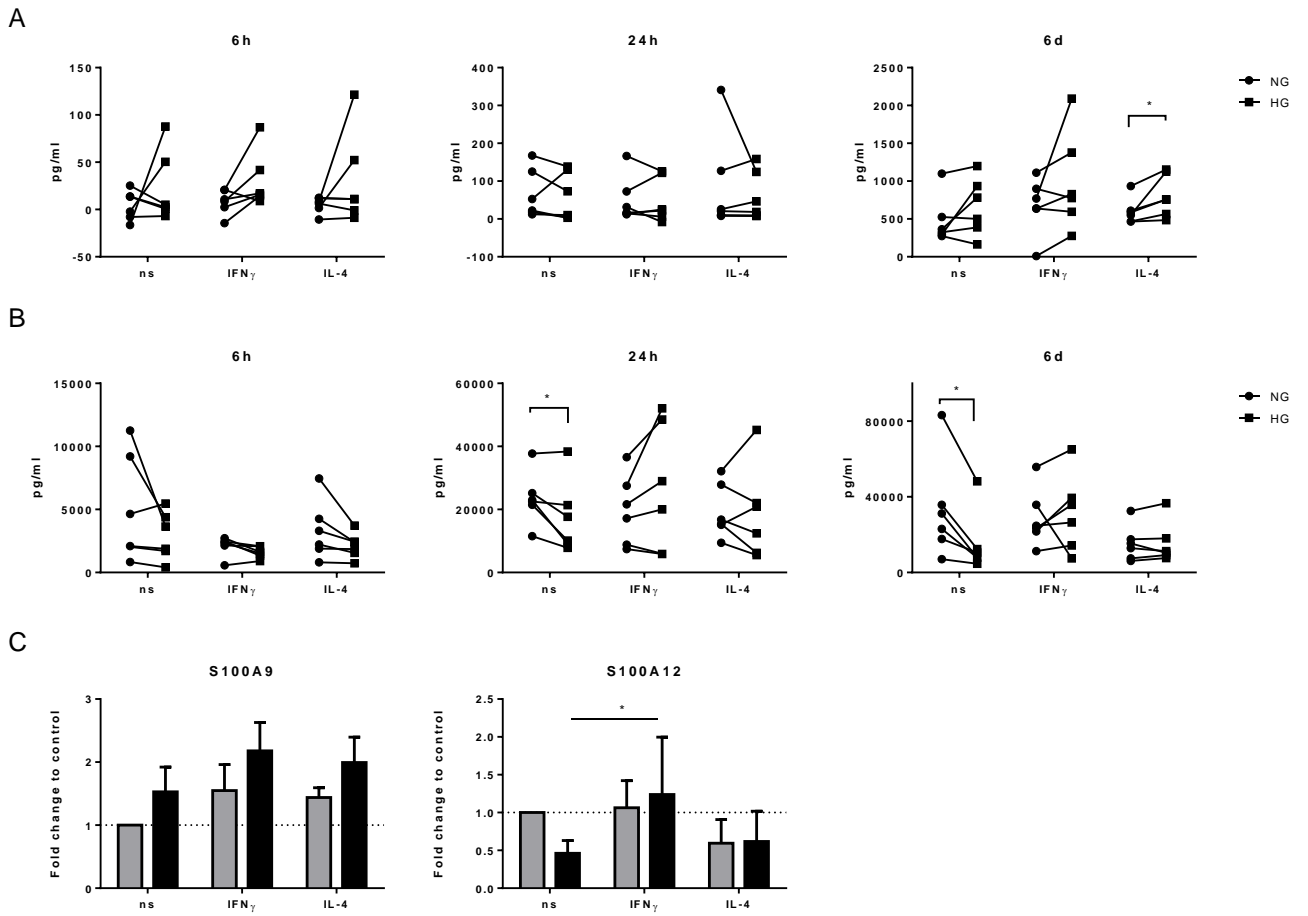 A
6h
24h
6d
150
100
50
0
-50
pg/ml
ns
IFNγ
IL-4
400
300
200
100
0
-100
pg/ml
ns
IFNγ
IL-4
2500
2000
1500
1000
500
0
pg/ml
*
ns
IFNγ
IL-4
NG
HG
B
6h
24h
6d
15000
10000
5000
0
pg/ml
ns
IFNγ
IL-4
60000
40000
20000
0
pg/ml
*
ns
IFNγ
IL-4
80000
40000
0
pg/ml
*
ns
IFNγ
IL-4
NG
HG
C
S100A9
S100A12
3
2
1
0
Fold change to control
ns
IFNγ
IL-4
2.5
2.0
1.5
1.0
0.5
0.0
Fold change to control
*
ns
IFNγ
IL-4